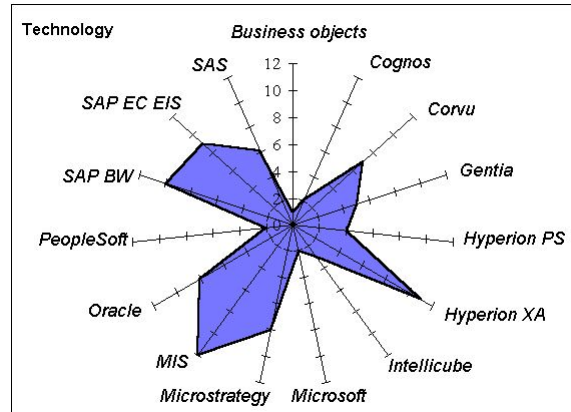 Technology
Business objects
12
10
8
6
4
2
0
Cognos
Corvu
Gentia
Hyperion PS
Hyperion XA
Intellicube
Microsoft
Microstrategy
MIS
Oracle
PeopleSoft
SAP BW
SAP EC EIS
SAS